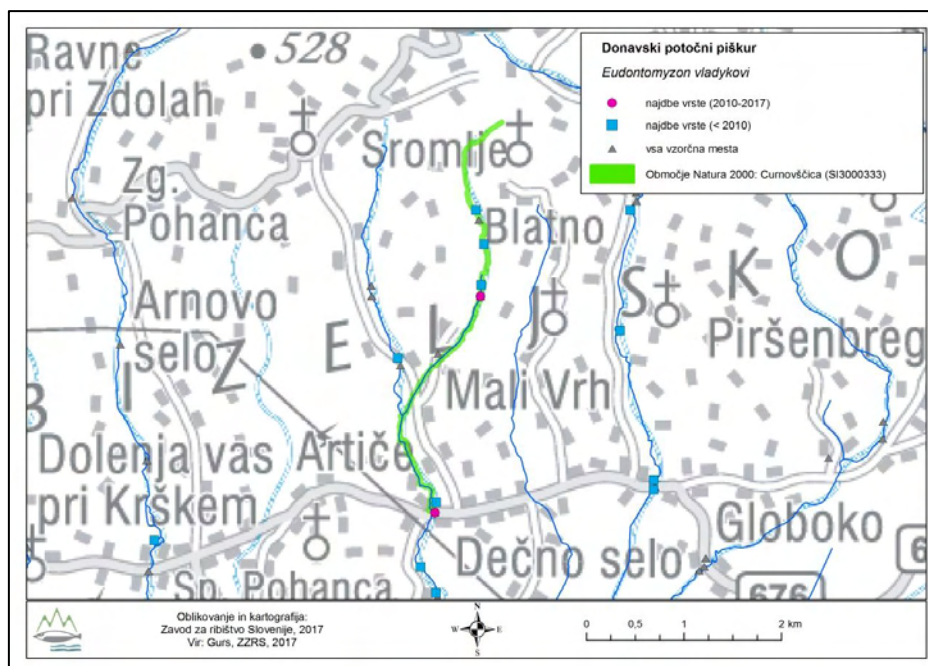 Ravne
pri Zdolah
528
Sromlje
Zg.
Pohanca
Blatno
Arnovo
selo
Piršenbreg
Mali Vrh
Dolenja vas
pri Krškem
Artiče
Globoko
Dečno selo
Sp. Pohanca
676
6
B I Z E L J S K O
Donavski potočni piškur
Eudontomyzon vladykovi
najdbe vrste (2010-2017)
najdbe vrste (< 2010)
vsa vzorčna mesta
Območje Natura 2000: Curnovščica (SI3000333)
Oblikovanje in kartografija:
Zavod za ribištvo Slovenije, 2017
Vir: Gurs, ZZRS, 2017
N
W E
S
0 0,5 1 2 km